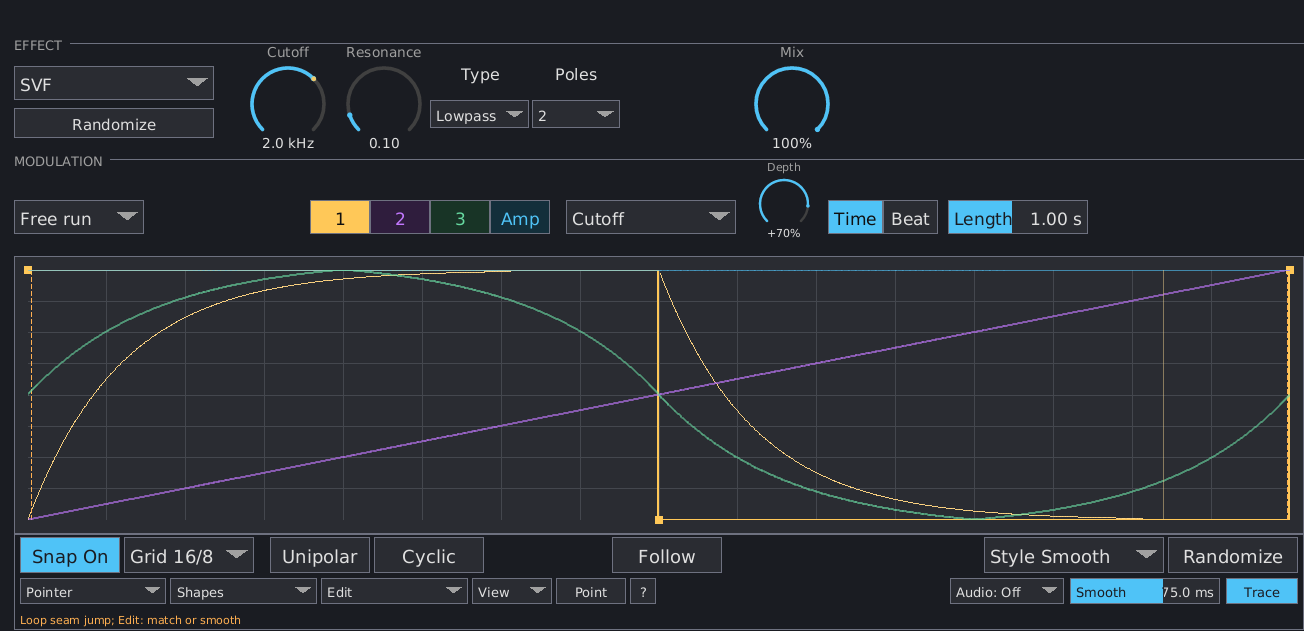 EFFECT
Cutoff Resonance Mix
SVF Type Poles
Lowpass 2
Randomize
2.0 kHz 0.10 100%
MODULATION
Depth
Free run 1 2 3 Amp Cutoff Time Beat Length 1.00 s
+70%
Snap On Grid 16/8 Unipolar Cyclic Follow Style Smooth Randomize
Pointer Shapes Edit View Point ? Audio: Off Smooth 75.0 ms Trace
Loop seam jump; Edit: match or smooth